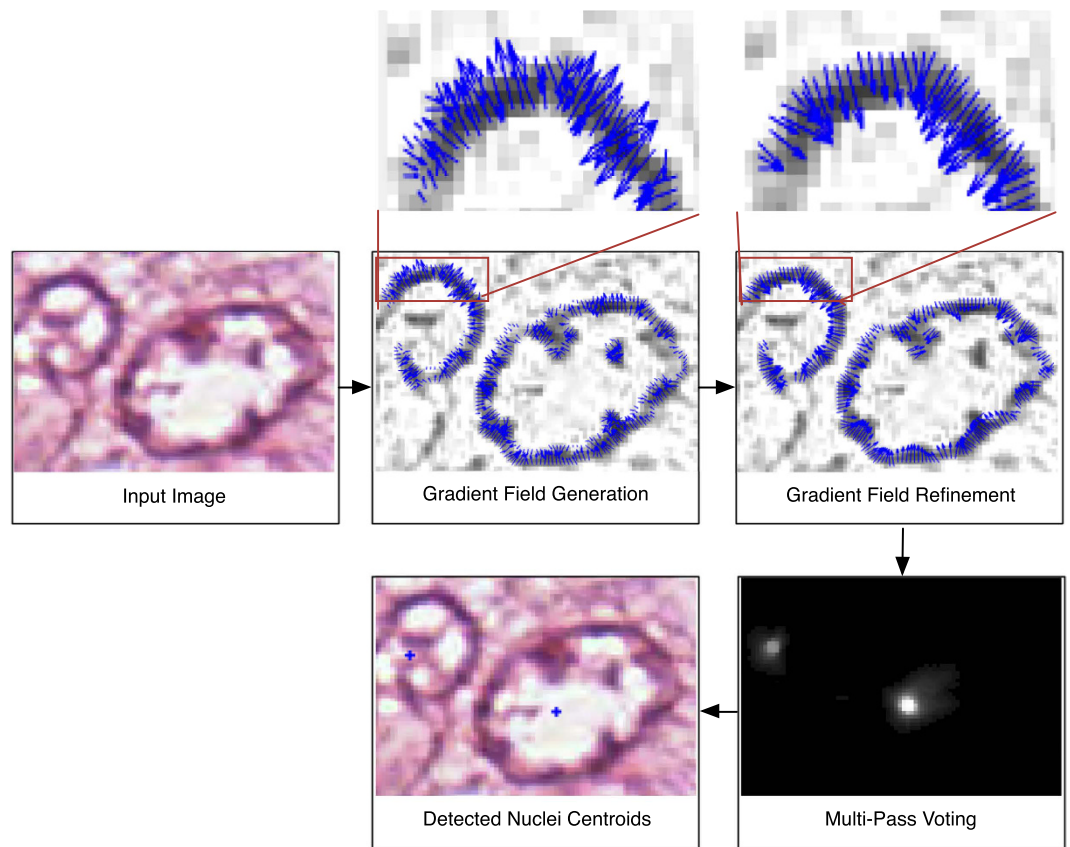 Input Image
Gradient Field Generation
Gradient Field Refinement
Detected Nuclei Centroids
Multi-Pass Voting